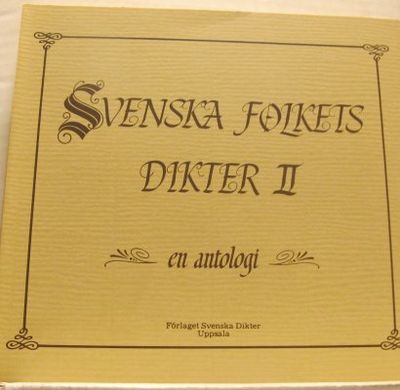 SVENSKA FOLKETS
DIKTER II
en antologi
Förlaget Svenska Dikter
Uppsala